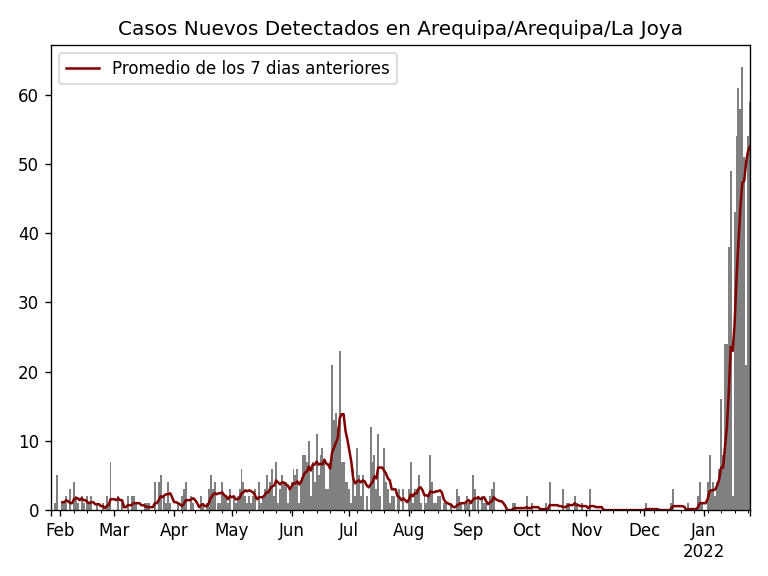 Casos Nuevos Detectados en Arequipa/Arequipa/La Joya
Promedio de los 7 dias anteriores
60
50
40
30
20
10
0
Feb Mar Apr May Jun Jul Aug Sep Oct Nov Dec Jan
2022